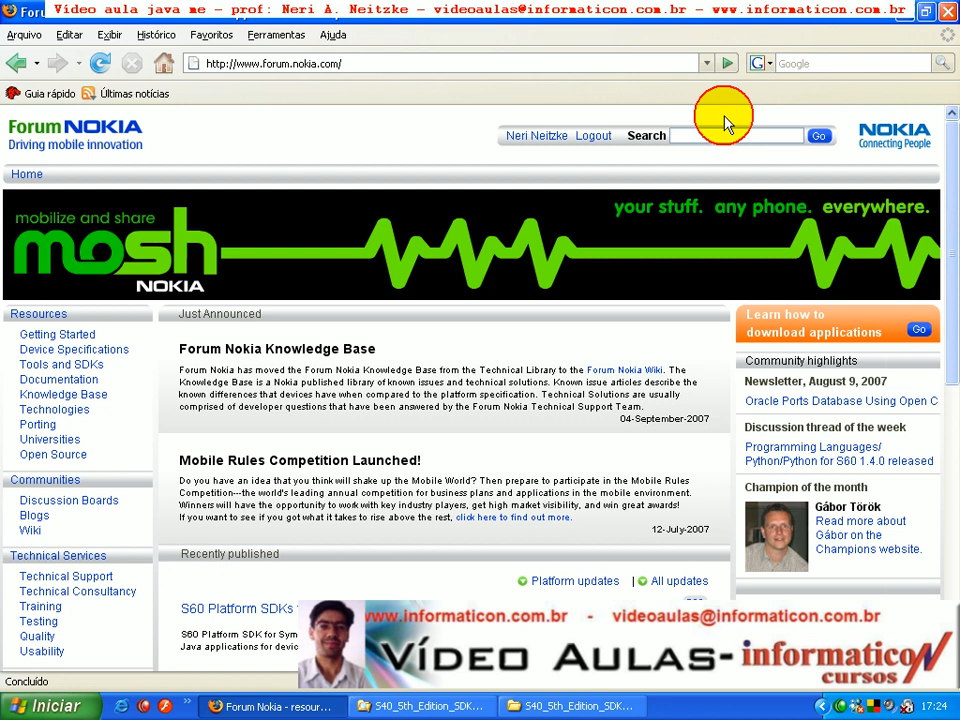 Vídeo aula java me – prof: Neri A. Neitzke – videoaulas@informaticon.com.br – www.informaticon.com.br
Arquivo Editar Exibir Histórico Favoritos Ferramentas Ajuda
http://www.forum.nokia.com/
Google
Guia rápido Últimas notícias
Forum NOKIA
Driving mobile innovation
Neri Neitzke Logout Search Go
NOKIA
Connecting People
Home
mobilize and share
mosh
NOKIA
your stuff. any phone. everywhere.
Resources
Getting Started
Device Specifications
Tools and SDKs
Documentation
Knowledge Base
Technologies
Porting
Universities
Open Source
Communities
Discussion Boards
Blogs
Wiki
Technical Services
Technical Support
Technical Consultancy
Training
Testing
Quality
Usability
Just Announced
Forum Nokia Knowledge Base
Forum Nokia has moved the Forum Nokia Knowledge Base from the Technical Library to the Forum Nokia Wiki. The
Knowledge Base is a Nokia published library of known issues and technical solutions. Known issue articles describe the
known differences that devices have when compared to the platform specification. Technical Solutions are usually
comprised of developer questions that have been answered by the Forum Nokia Technical Support Team.
04-September-2007
Mobile Rules Competition Launched!
Do you have an idea that you think will shake up the Mobile World? Then prepare to participate in the Mobile Rules
Competition---the world's leading annual competition for business plans and applications in the mobile environment.
Winners will have the opportunity to work with key industry players, get high market visibility, and win great awards!
If you want to see if you got what it takes to rise above the rest, click here to find out more.
12-July-2007
Recently published
Platform updates | All updates
S60 Platform SDKs
S60 Platform SDK for Sym
Java applications for devic
Learn how to
download applications Go
Community highlights
Newsletter, August 9, 2007
Oracle Ports Database Using Open C
Discussion thread of the week
Programming Languages/
Python/Python for S60 1.4.0 released
Champion of the month
Gábor Török
Read more about
Gábor on the
Champions website.
www.informaticon.com.br - videoaulas@informaticon.com.br
VÍDEO AULAS- informaticoN
cursos
Concluído
Iniciar Forum Nokia - resour... S40_5th_Edition_SDK... S40_5th_Edition_SDK... 17:24